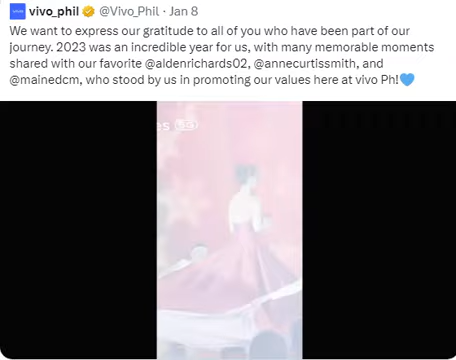 vivo_phil @Vivo_Phil · Jan 8
We want to express our gratitude to all of you who have been part of our
journey. 2023 was an incredible year for us, with many memorable moments
shared with our favorite @aldenrichards02, @annecurtissmith, and
@mainedcm, who stood by us in promoting our values here at vivo Ph!💙
es 5G